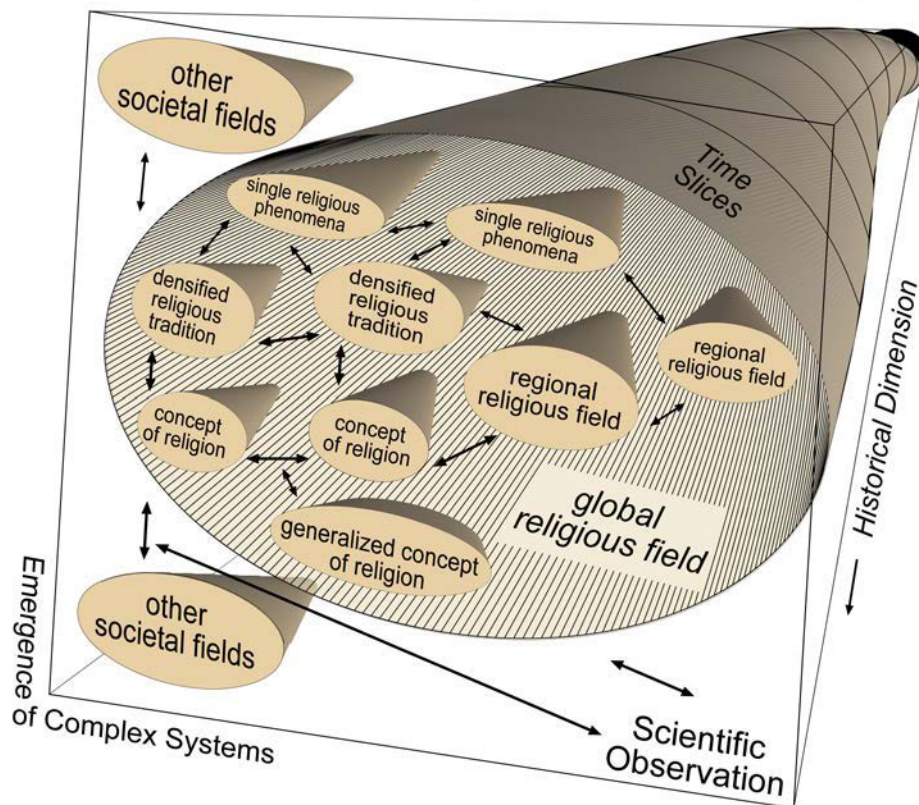 other
societal fields
single religious
phenomena
single religious
phenomena
Time
Slices
densified
religious
tradition
densified
religious
tradition
regional
religious field
regional
religious field
concept
of religion
concept
of religion
generalized concept
of religion
global
religious field
Historical Dimension
other
societal fields
Emergence
of Complex Systems
Scientific
Observation